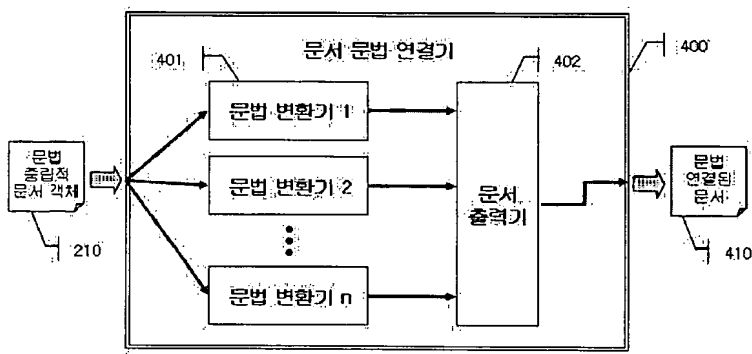 문서 문법 연결기
401
402
400
문법 변환기 1
문법
중립적
문서 객체
문법 변환기 2
문서
출력기
문법
연결된
문서
210
410
문법 변환기 n